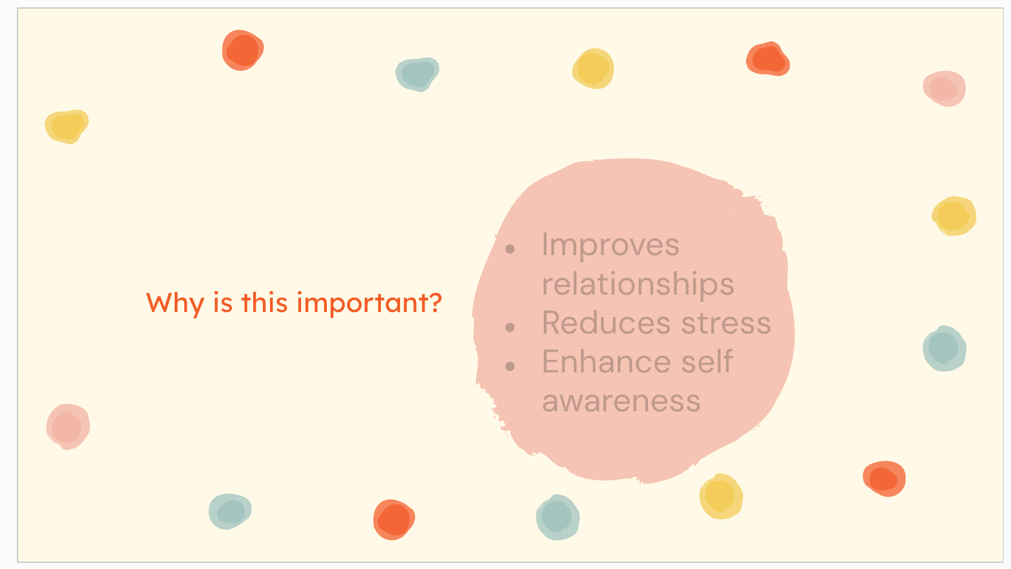 Why is this important?
• Improves
relationships
• Reduces stress
• Enhance self
awareness